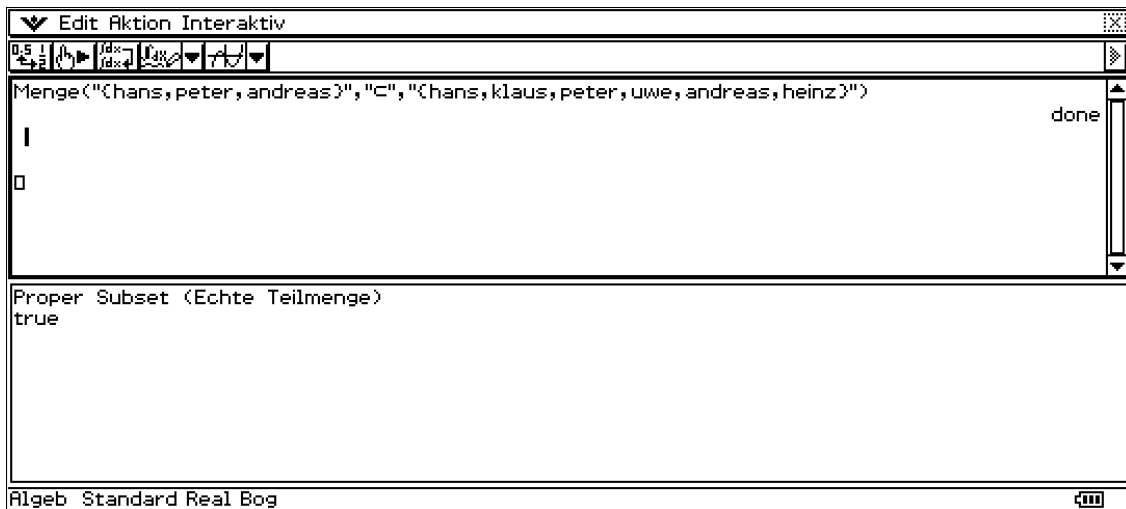 Edit Aktion Interaktiv
Menge("{hans,peter,andreas}","⊂","{hans,klaus,peter,uwe,andreas,heinz}")
done
Proper Subset (Echte Teilmenge)
true
Algeb Standard Real Bog